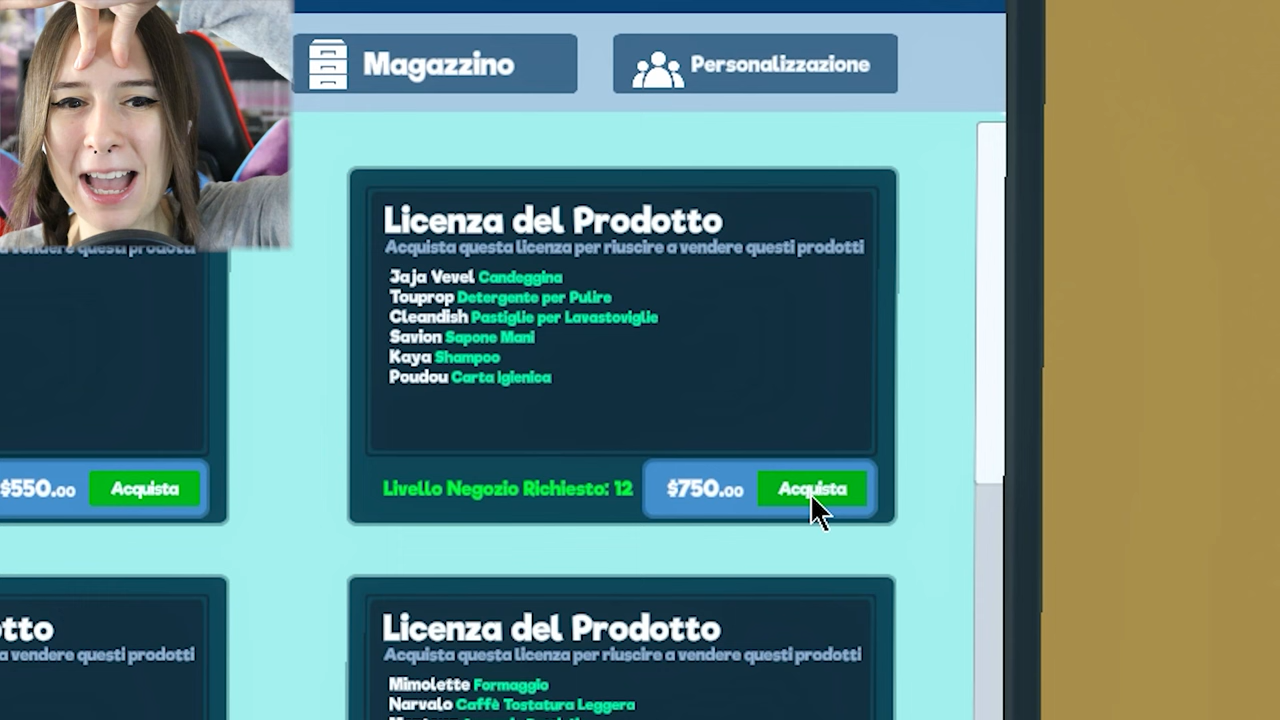 Magazzino
Personalizzazione
Licenza del Prodotto
Acquista questa licenza per riuscire a vendere questi prodotti
Jaja Vevel Candeggina
Touprop Detergente per Pulire
Cleandish Pastiglie per Lavastoviglie
Savion Sapone Mani
Kaya Shampoo
Poudou Carta Igienica
Livello Negozio Richiesto: 12
$750.00
Acquista
a vendere questi prodotti
$550.00
Acquista
Licenza del Prodotto
Acquista questa licenza per riuscire a vendere questi prodotti
Mimolette Formaggio
Narvalo Caffè Tostatura Leggera
otto
a vendere questi prodotti